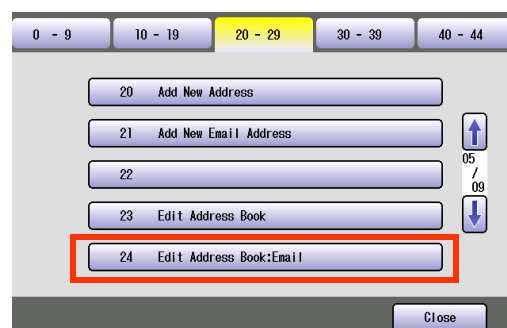 0 - 9 10 - 19 20 - 29 30 - 39 40 - 44
20 Add New Address
21 Add New Email Address
22
23 Edit Address Book
24 Edit Address Book:Email
05
/
09
Close